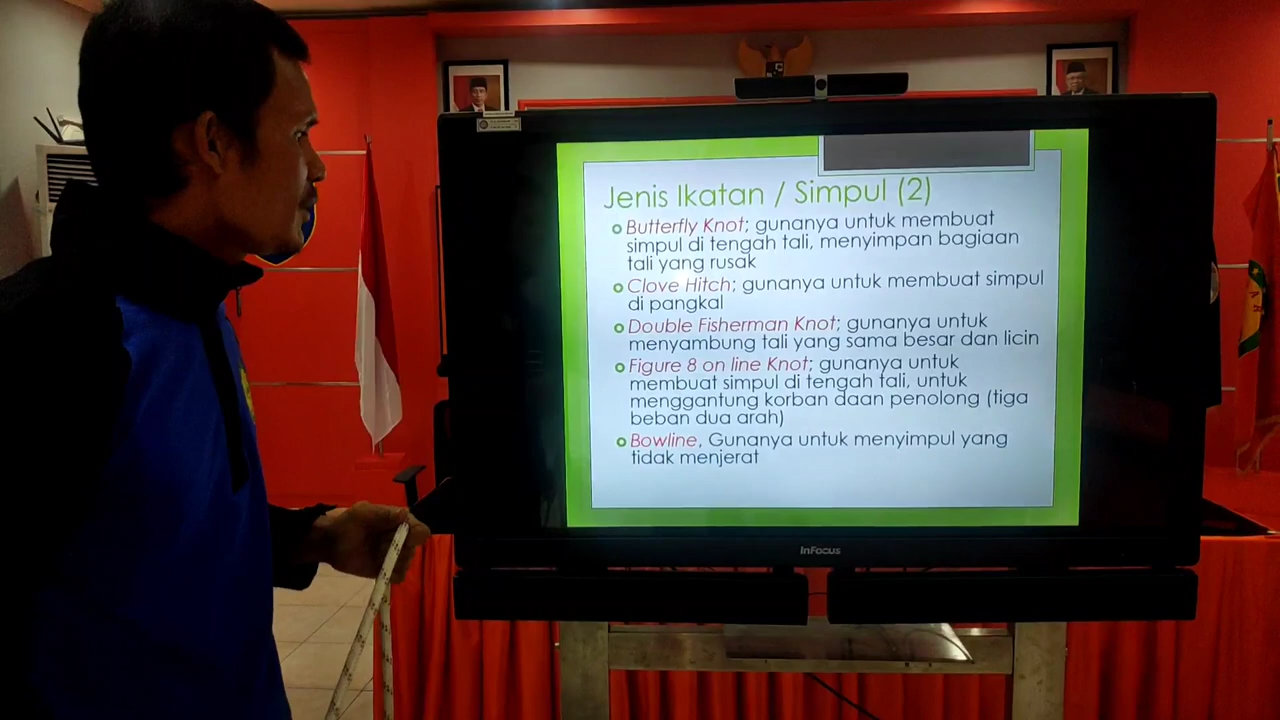 Jenis Ikatan / Simpul (2)
Butterfly Knot; gunanya untuk membuat
simpul di tengah tali, menyimpan bagiaan
tali yang rusak
Clove Hitch; gunanya untuk membuat simpul
di pangkal
Double Fisherman Knot; gunanya untuk
menyambung tali yang sama besar dan licin
Figure 8 on line Knot; gunanya untuk
membuat simpul di tengah tali, untuk
menggantung korban daan penolong (tiga
beban dua arah)
Bowline, Gunanya untuk menyimpul yang
tidak menjerat
InFocus